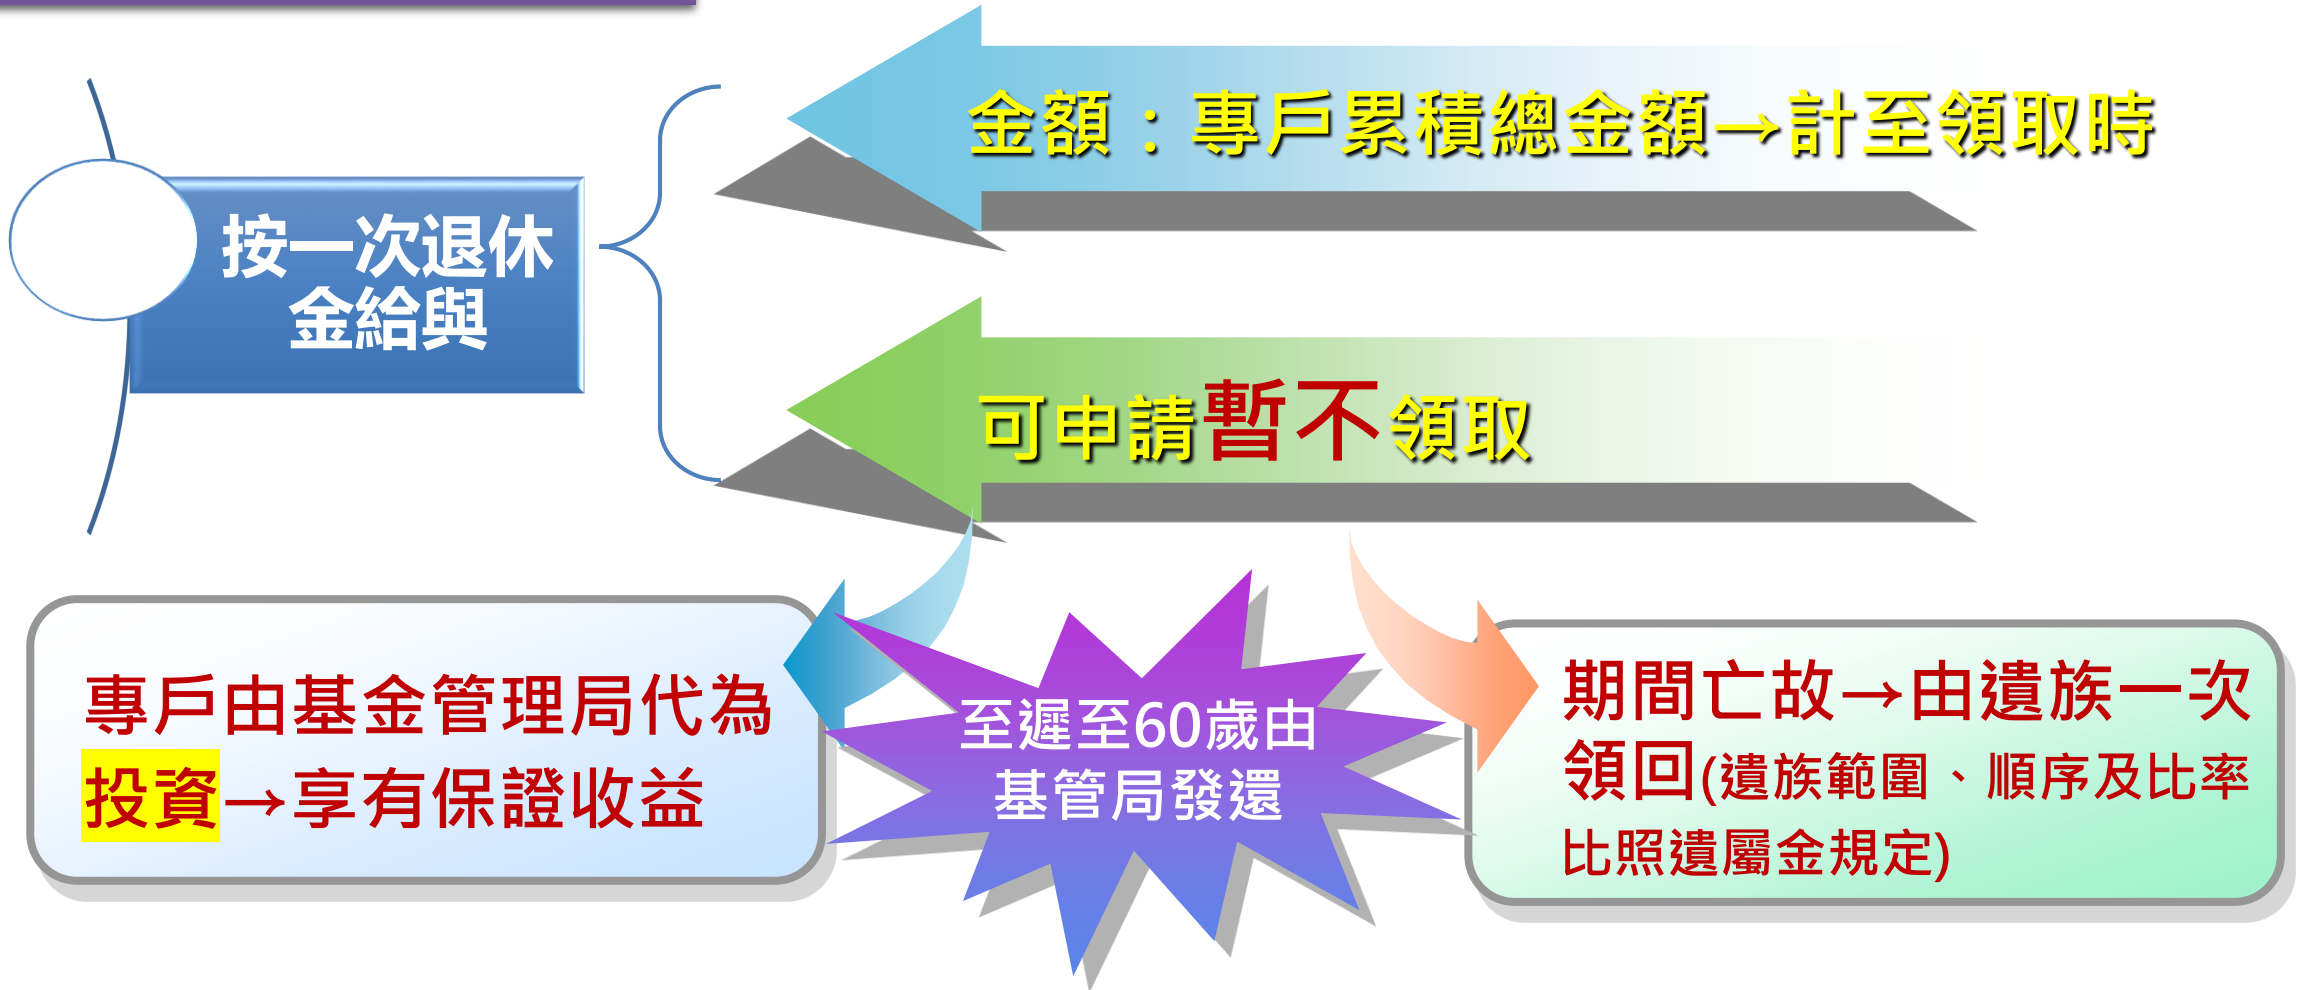 金額：專戶累積總金額→計至領取時
按一次退休
金給與
可申請暫不領取
專戶由基金管理局代為
投資→享有保證收益
至遲至60歲由
基管局發還
期間亡故→由遺族一次
領回(遺族範圍、順序及比率
比照遺屬金規定)